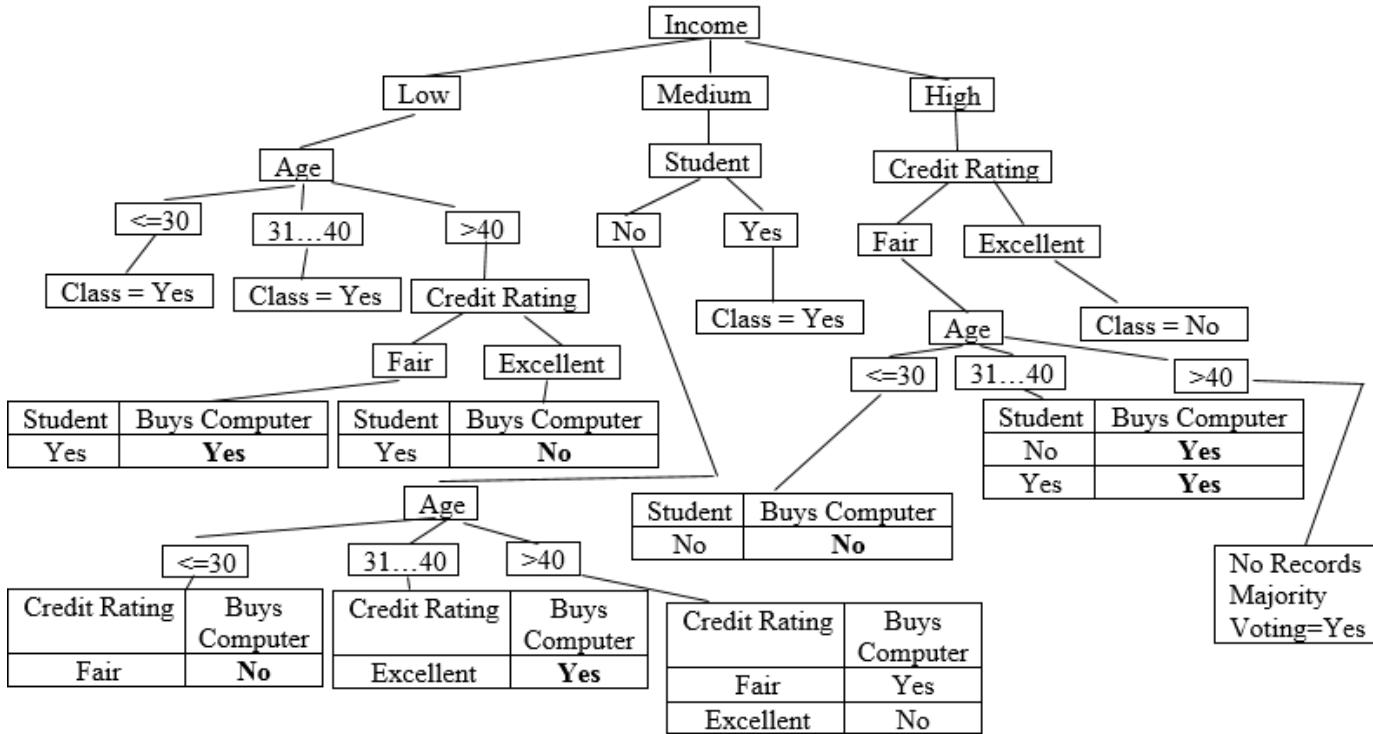 Income
Low Medium High
Age Student Credit Rating
<=30 31...40 >40 No Yes Fair Excellent
Class = Yes Class = Yes Credit Rating Class = Yes Age Class = No
Fair Excellent <=30 31...40 >40
Student Buys Computer Student Buys Computer Student Buys Computer
Yes Yes Yes No No Yes
Yes Yes
Age Student Buys Computer
No No
<=30 31...40 >40
No Records
Majority
Voting=Yes
Credit Rating Buys Computer
Fair No
Credit Rating Buys Computer
Excellent Yes
Credit Rating Buys Computer
Fair Yes
Excellent No